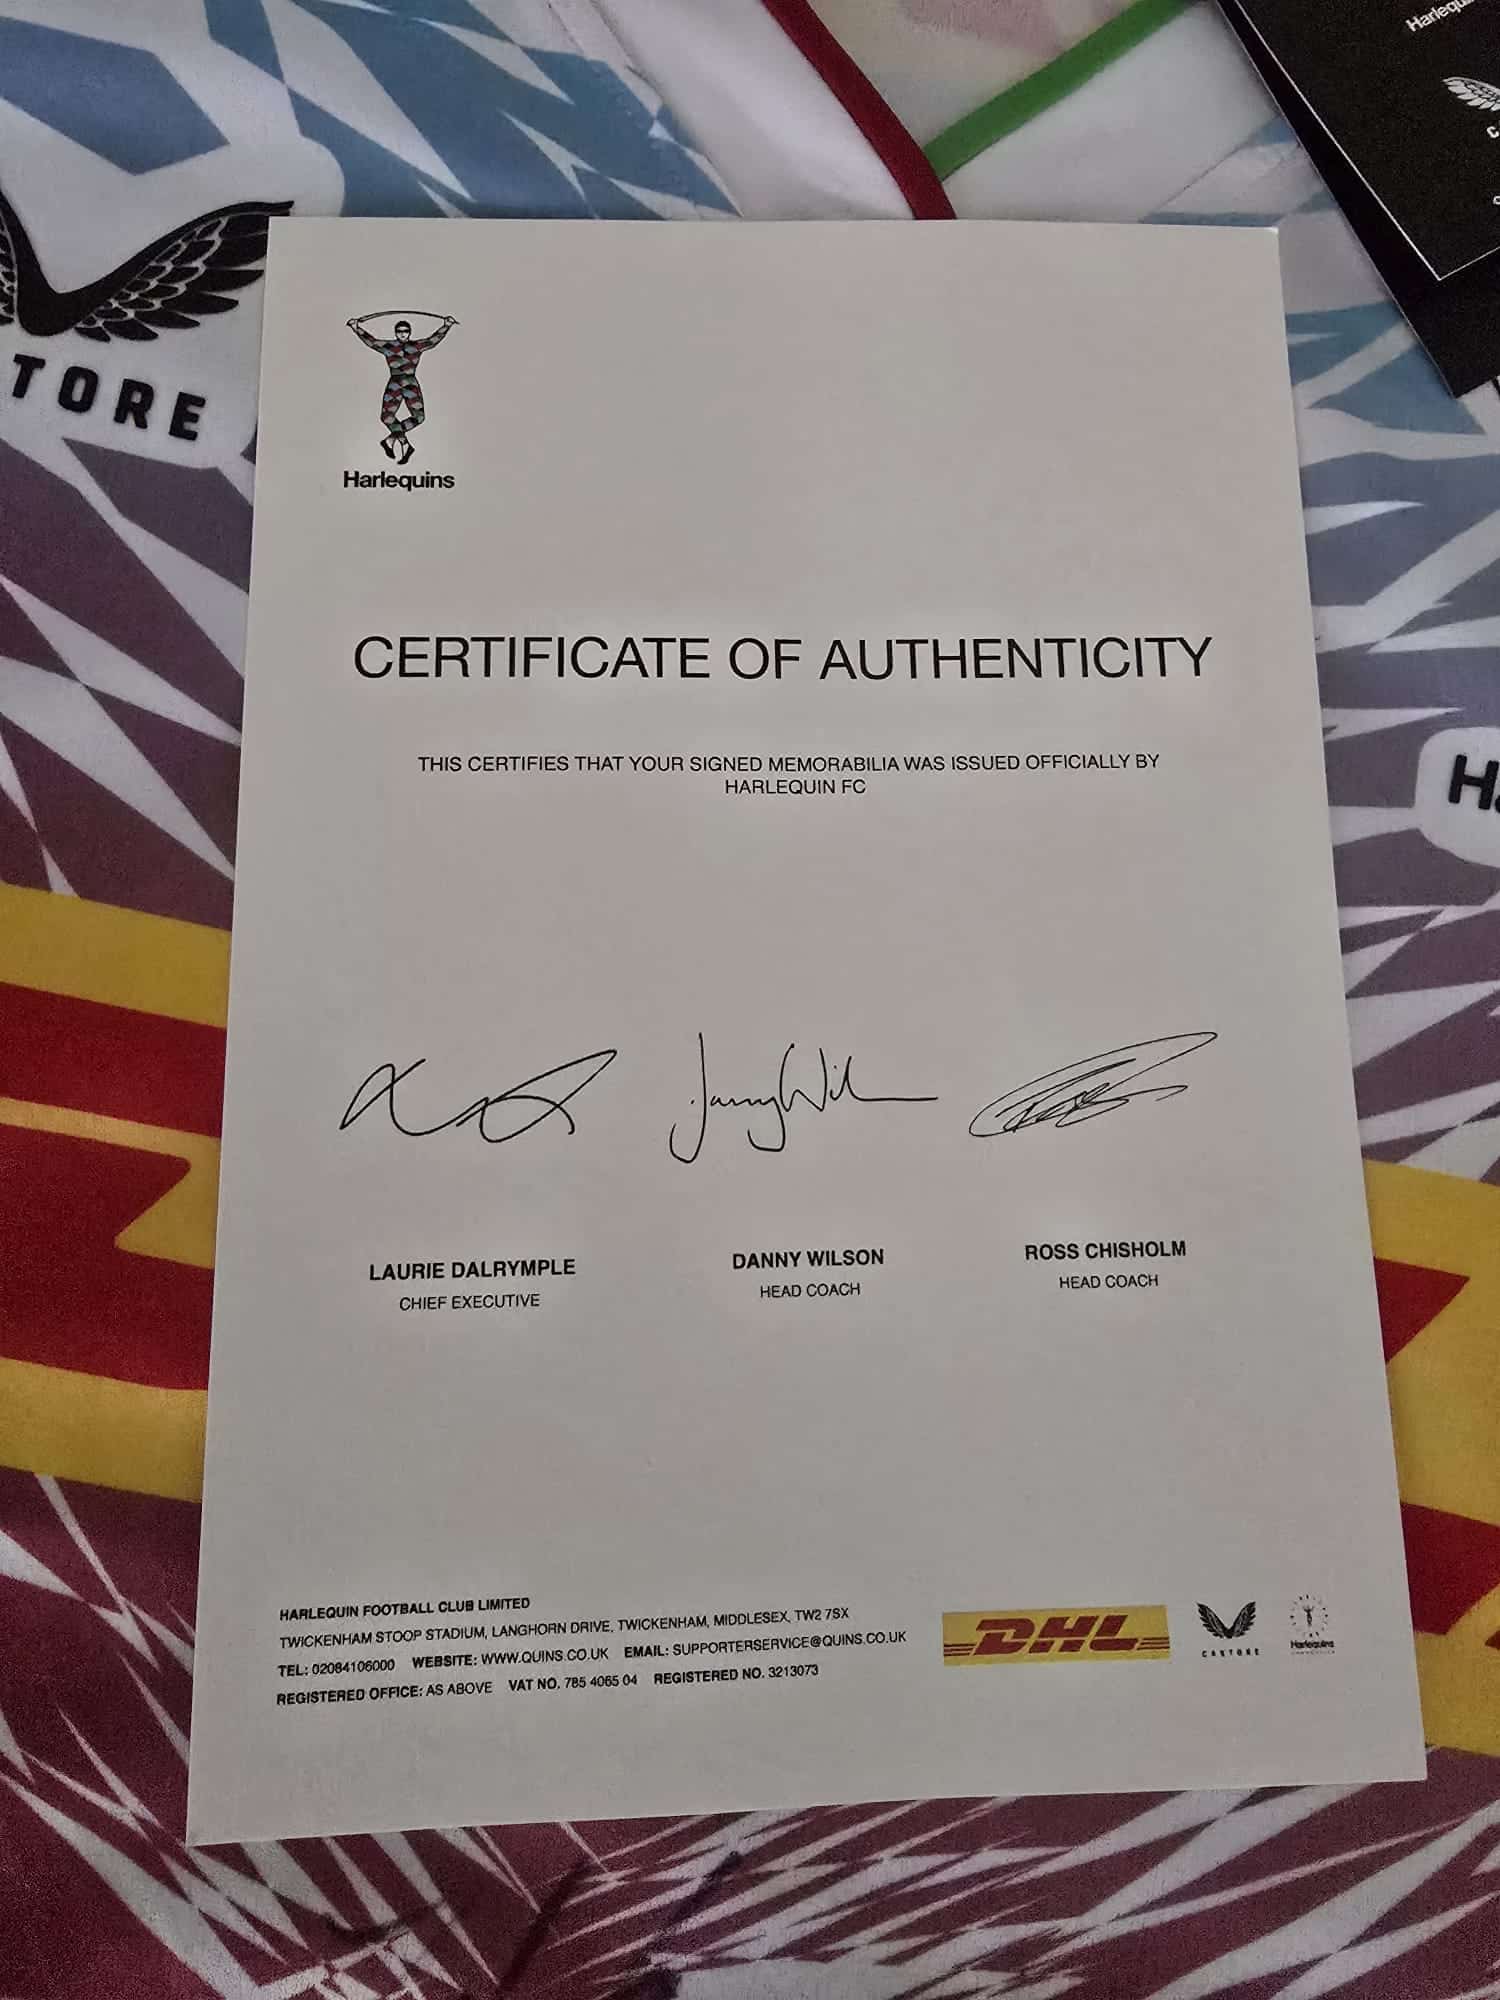 Harlequ
C
TORE
Harlequins
CERTIFICATE OF AUTHENTICITY
THIS CERTIFIES THAT YOUR SIGNED MEMORABILIA WAS ISSUED OFFICIALLY BY
HARLEQUIN FC
Ha
LAURIE DALRYMPLE
CHIEF EXECUTIVE
DANNY WILSON
HEAD COACH
ROSS CHISHOLM
HEAD COACH
HARLEQUIN FOOTBALL CLUB LIMITED
TWICKENHAM STOOP STADIUM, LANGHORN DRIVE, TWICKENHAM, MIDDLESEX, TW2 7SX
TEL: 02084106000 WEBSITE: WWW.QUINS.CO.UK EMAIL: SUPPORTERSERVICE@QUINS.CO.UK
REGISTERED OFFICE: AS ABOVE VAT NO. 785 4065 04 REGISTERED NO. 3213073
DHL
CASTORE
Harlequins